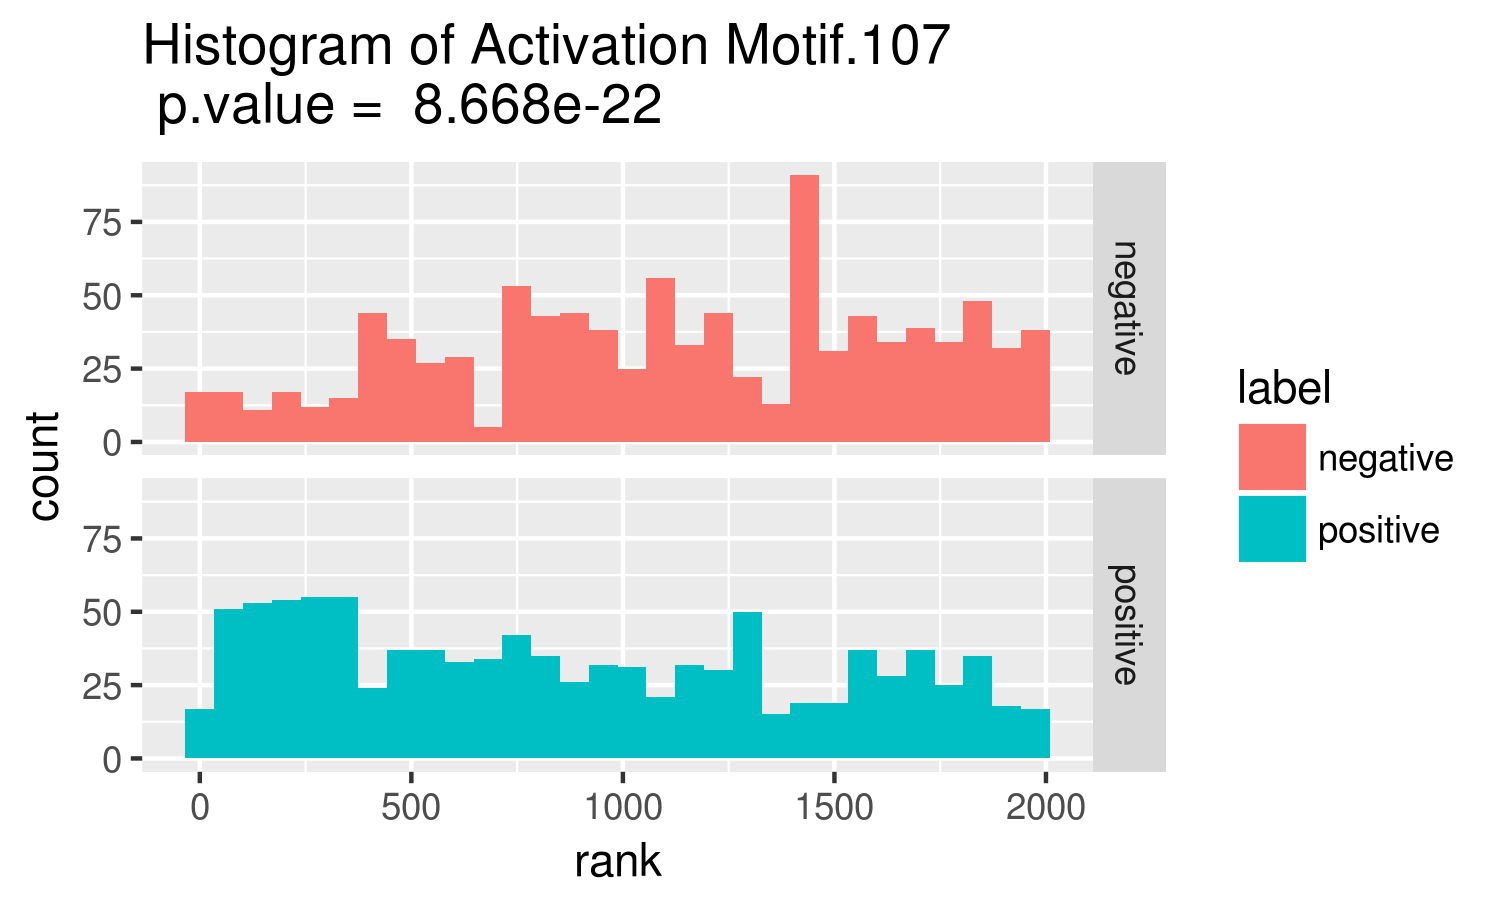 Histogram of Activation Motif.107
p.value =  8.668e-22
75
50
25
0
negative
75
50
25
0
positive
count
0 500 1000 1500 2000
rank
label
negative
positive